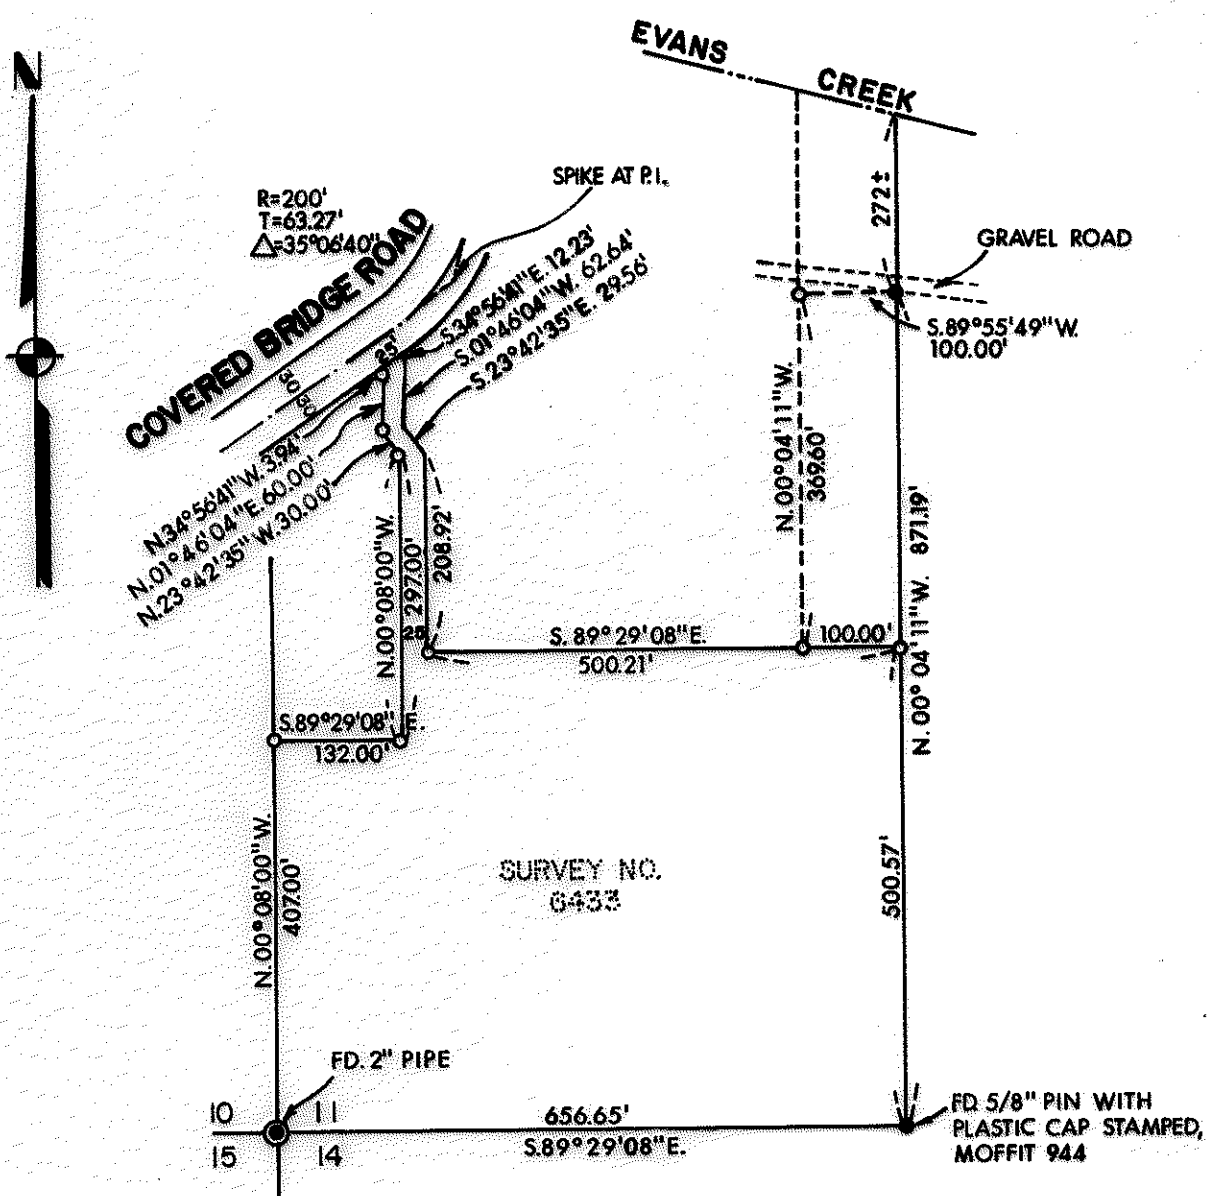 N
EVANS
CREEK
SPIKE AT P.I.
R=200'
T=63.27'
△=35°06'40"
COVERED BRIDGE ROAD
S.34°56'41"E. 12.23'
S.01°46'04"W. 62.64'
S.23°42'35"E. 29.56'
25'
30
30
N.34°56'41"W. 3.94'
N.01°46'04"E. 60.00'
N.23°42'35"W. 30.00'
272±
GRAVEL ROAD
S.89°55'49"W.
100.00'
N.00°04'11"W.
369.60
N.00°08'00"W.
297.00'
208.92'
25
N.00°04'11"W. 871.19'
S. 89°29'08"E.
500.21'
100.00'
S.89°29'08"E.
132.00'
N.00°08'00"W.
407.00'
SURVEY NO.
6433
500.57'
FD. 2" PIPE
10
11
15
14
656.65'
S.89°29'08"E.
FD 5/8" PIN WITH
PLASTIC CAP STAMPED,
MOFFIT 944